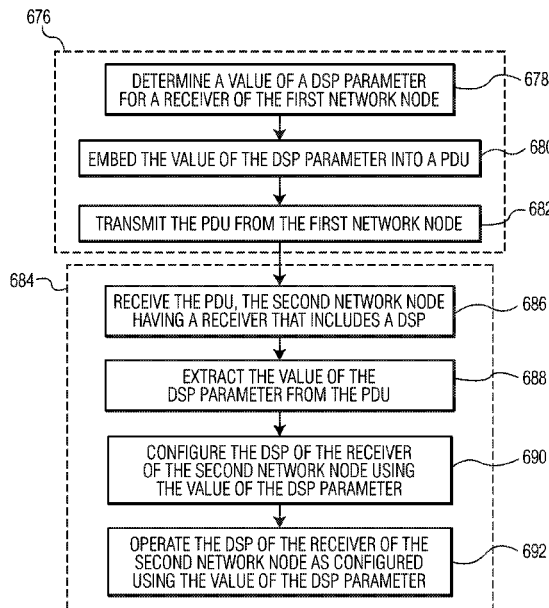 676
DETERMINE A VALUE OF A DSP PARAMETER
FOR A RECEIVER OF THE FIRST NETWORK NODE
678
EMBED THE VALUE OF THE DSP PARAMETER INTO A PDU
680
TRANSMIT THE PDU FROM THE FIRST NETWORK NODE
682
684
RECEIVE THE PDU, THE SECOND NETWORK NODE
HAVING A RECEIVER THAT INCLUDES A DSP
686
EXTRACT THE VALUE OF THE
DSP PARAMETER FROM THE PDU
688
CONFIGURE THE DSP OF THE RECEIVER
OF THE SECOND NETWORK NODE USING
THE VALUE OF THE DSP PARAMETER
690
OPERATE THE DSP OF THE RECEIVER OF THE
SECOND NETWORK NODE AS CONFIGURED
USING THE VALUE OF THE DSP PARAMETER
692